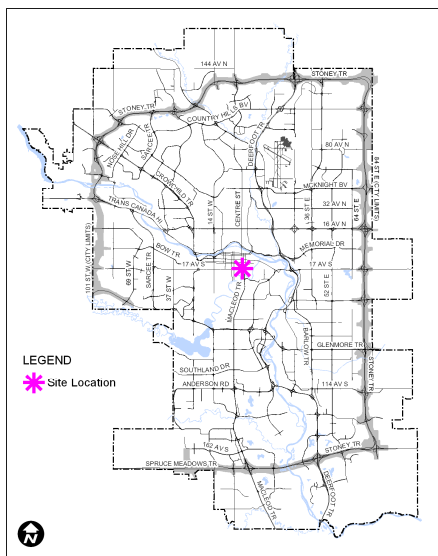 144 AV N
STONEY TR
STONEY TR
COUNTRY HILLS BV
DEERFOOT TR
NOSE HILL DR
SARCEE TR
80 AV N
CROWCHILD TR
MCKNIGHT BV
64 ST E (CITY LIMITS)
64 ST E
36 ST E
32 AV N
14 ST W
CENTRE ST
16 AV N
TRANS CANADA HI
MEMORIAL DR
BOW TR
17 AV S
17 AV S
101 ST W (CITY LIMITS)
69 ST W
SARCEE TR
37 ST W
52 ST E
MACLEOD TR
BARLOW TR
GLENMORE TR
LEGEND
Site Location
SOUTHLAND DR
ANDERSON RD
114 AV S
STONEY TR
162 AV S
STONEY TR
SPRUCE MEADOWS TR
MACLEOD TR
DEERFOOT TR
N